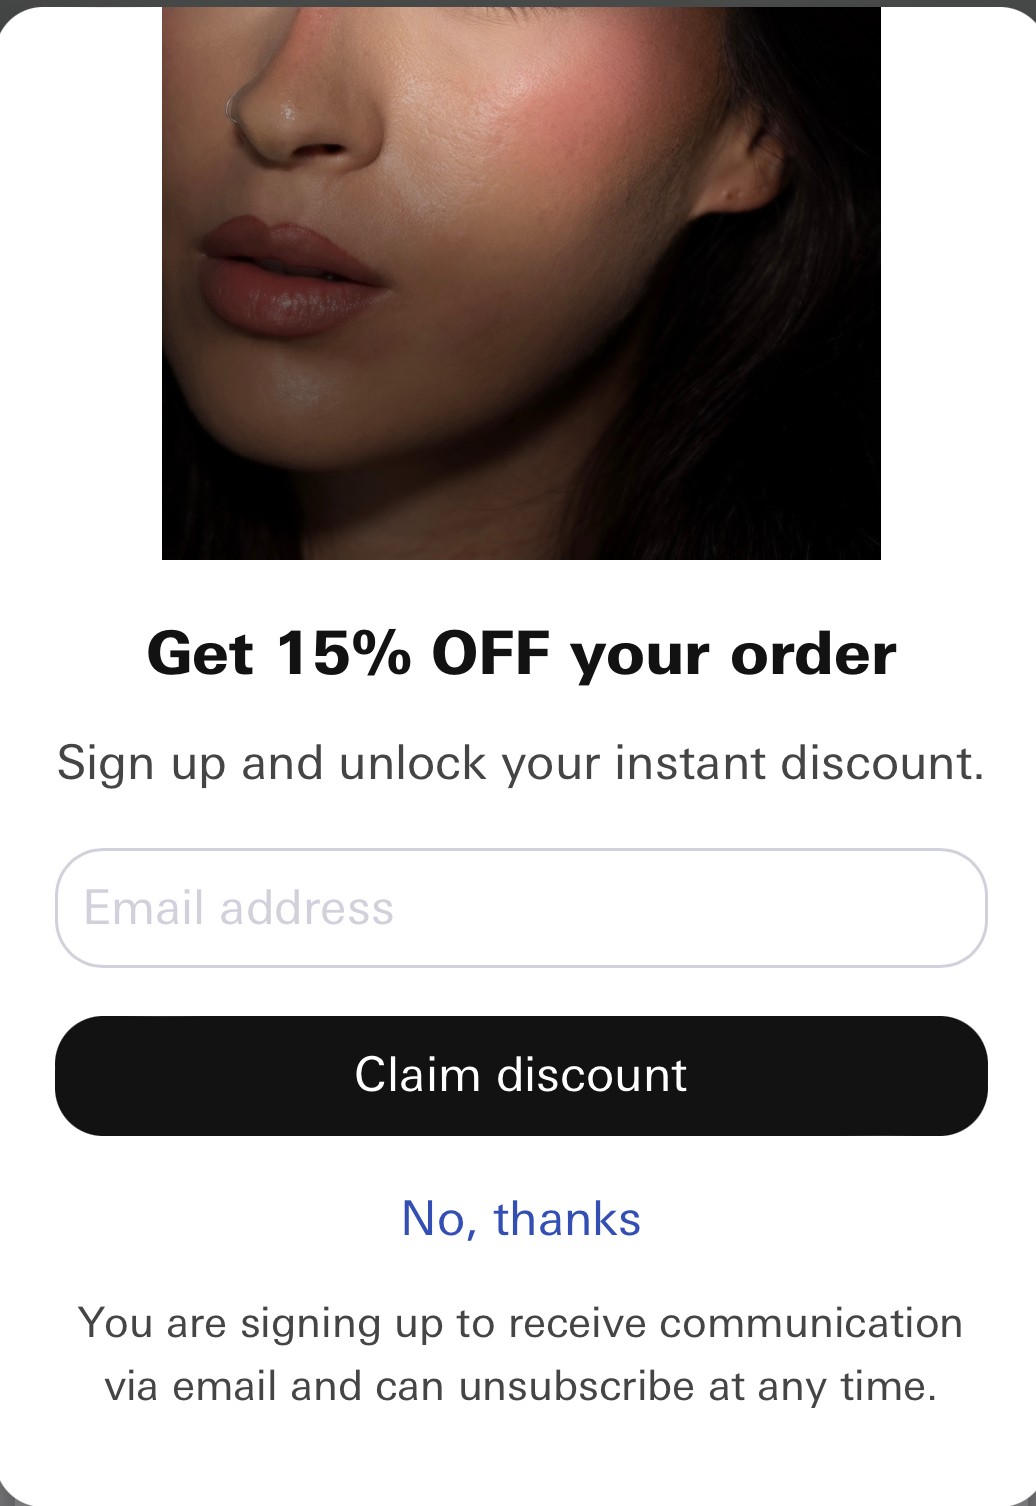 Get 15% OFF your order
Sign up and unlock your instant discount.
Email address
Claim discount
No, thanks
You are signing up to receive communication
via email and can unsubscribe at any time.